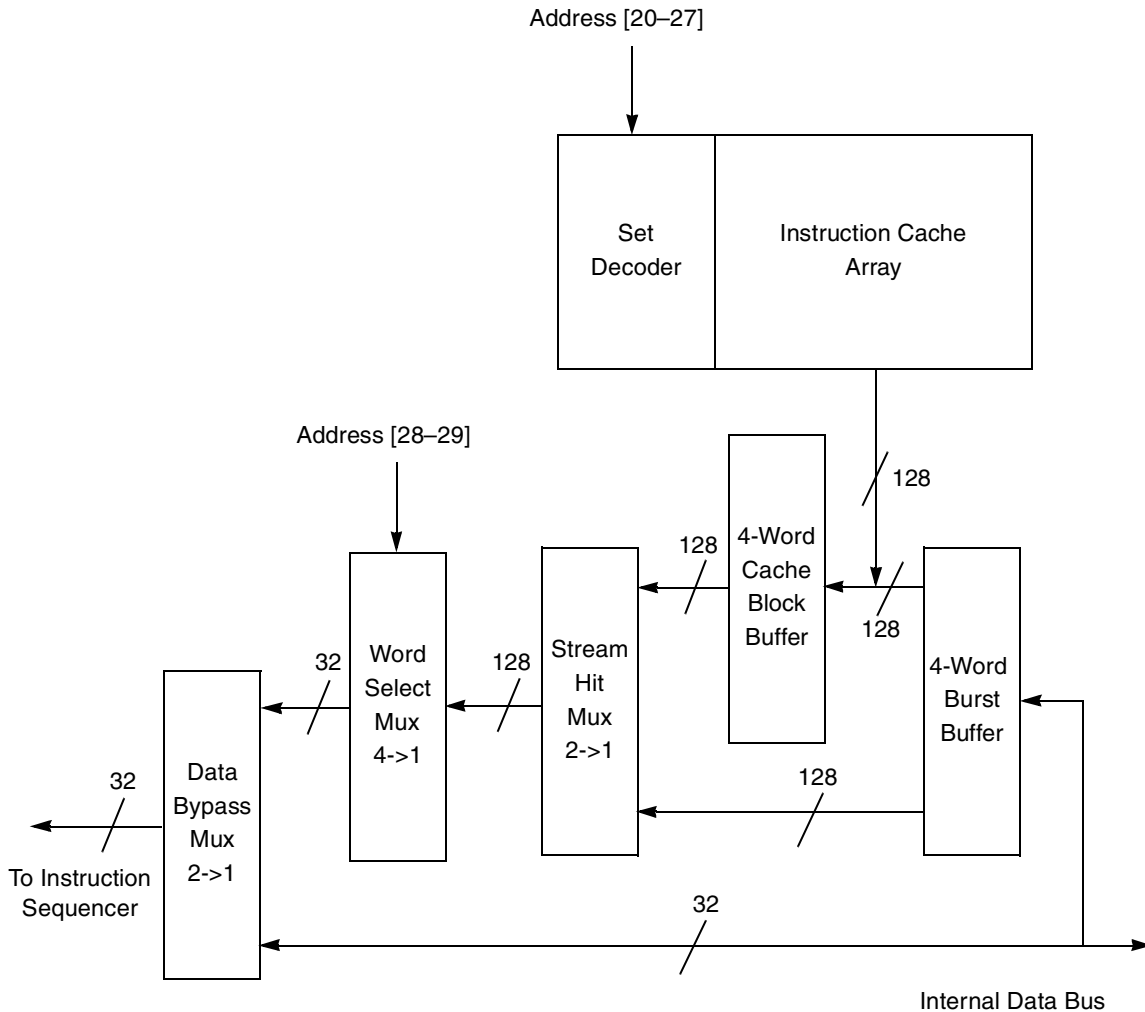 Address [20–27]
Set
Decoder
Instruction Cache
Array
Address [28–29]
128
4-Word
Cache
Block
Buffer
128
128
4-Word
Burst
Buffer
Stream
Hit
Mux
2->1
128
128
Word
Select
Mux
4->1
32
Data
Bypass
Mux
2->1
32
To Instruction
Sequencer
32
Internal Data Bus